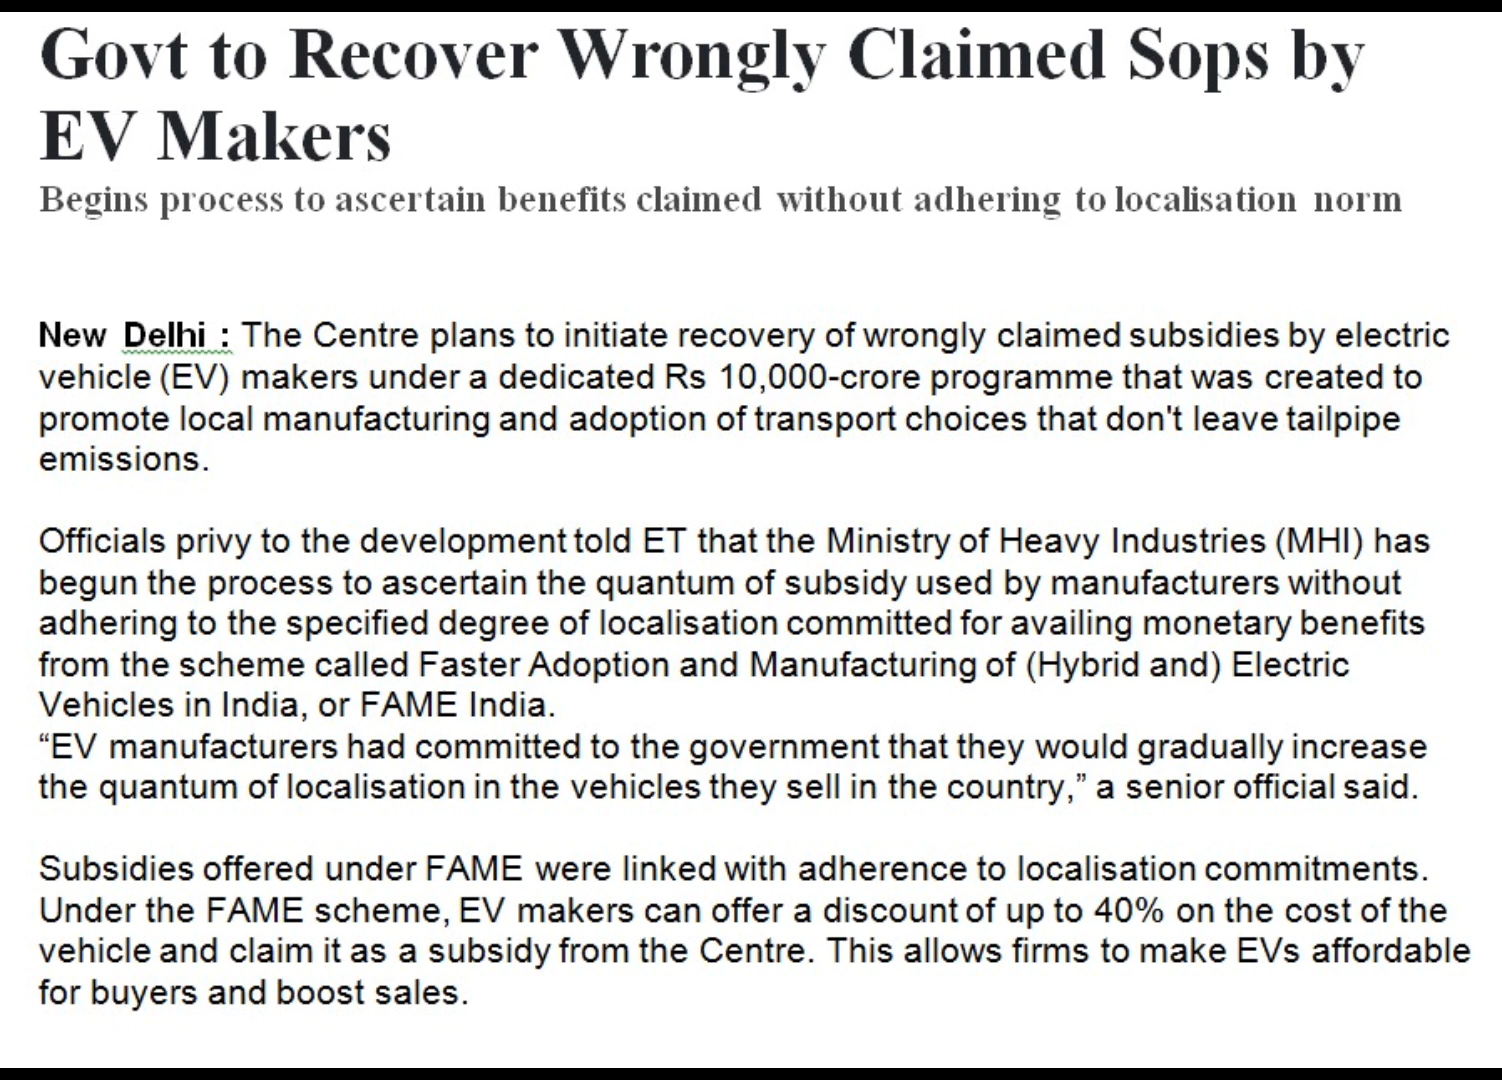 Govt to Recover Wrongly Claimed Sops by
EV Makers
Begins process to ascertain benefits claimed without adhering to localisation norm
New Delhi : The Centre plans to initiate recovery of wrongly claimed subsidies by electric
vehicle (EV) makers under a dedicated Rs 10,000-crore programme that was created to
promote local manufacturing and adoption of transport choices that don't leave tailpipe
emissions.
Officials privy to the development told ET that the Ministry of Heavy Industries (MHI) has
begun the process to ascertain the quantum of subsidy used by manufacturers without
adhering to the specified degree of localisation committed for availing monetary benefits
from the scheme called Faster Adoption and Manufacturing of (Hybrid and) Electric
Vehicles in India, or FAME India.
“EV manufacturers had committed to the government that they would gradually increase
the quantum of localisation in the vehicles they sell in the country,” a senior official said.
Subsidies offered under FAME were linked with adherence to localisation commitments.
Under the FAME scheme, EV makers can offer a discount of up to 40% on the cost of the
vehicle and claim it as a subsidy from the Centre. This allows firms to make EVs affordable
for buyers and boost sales.